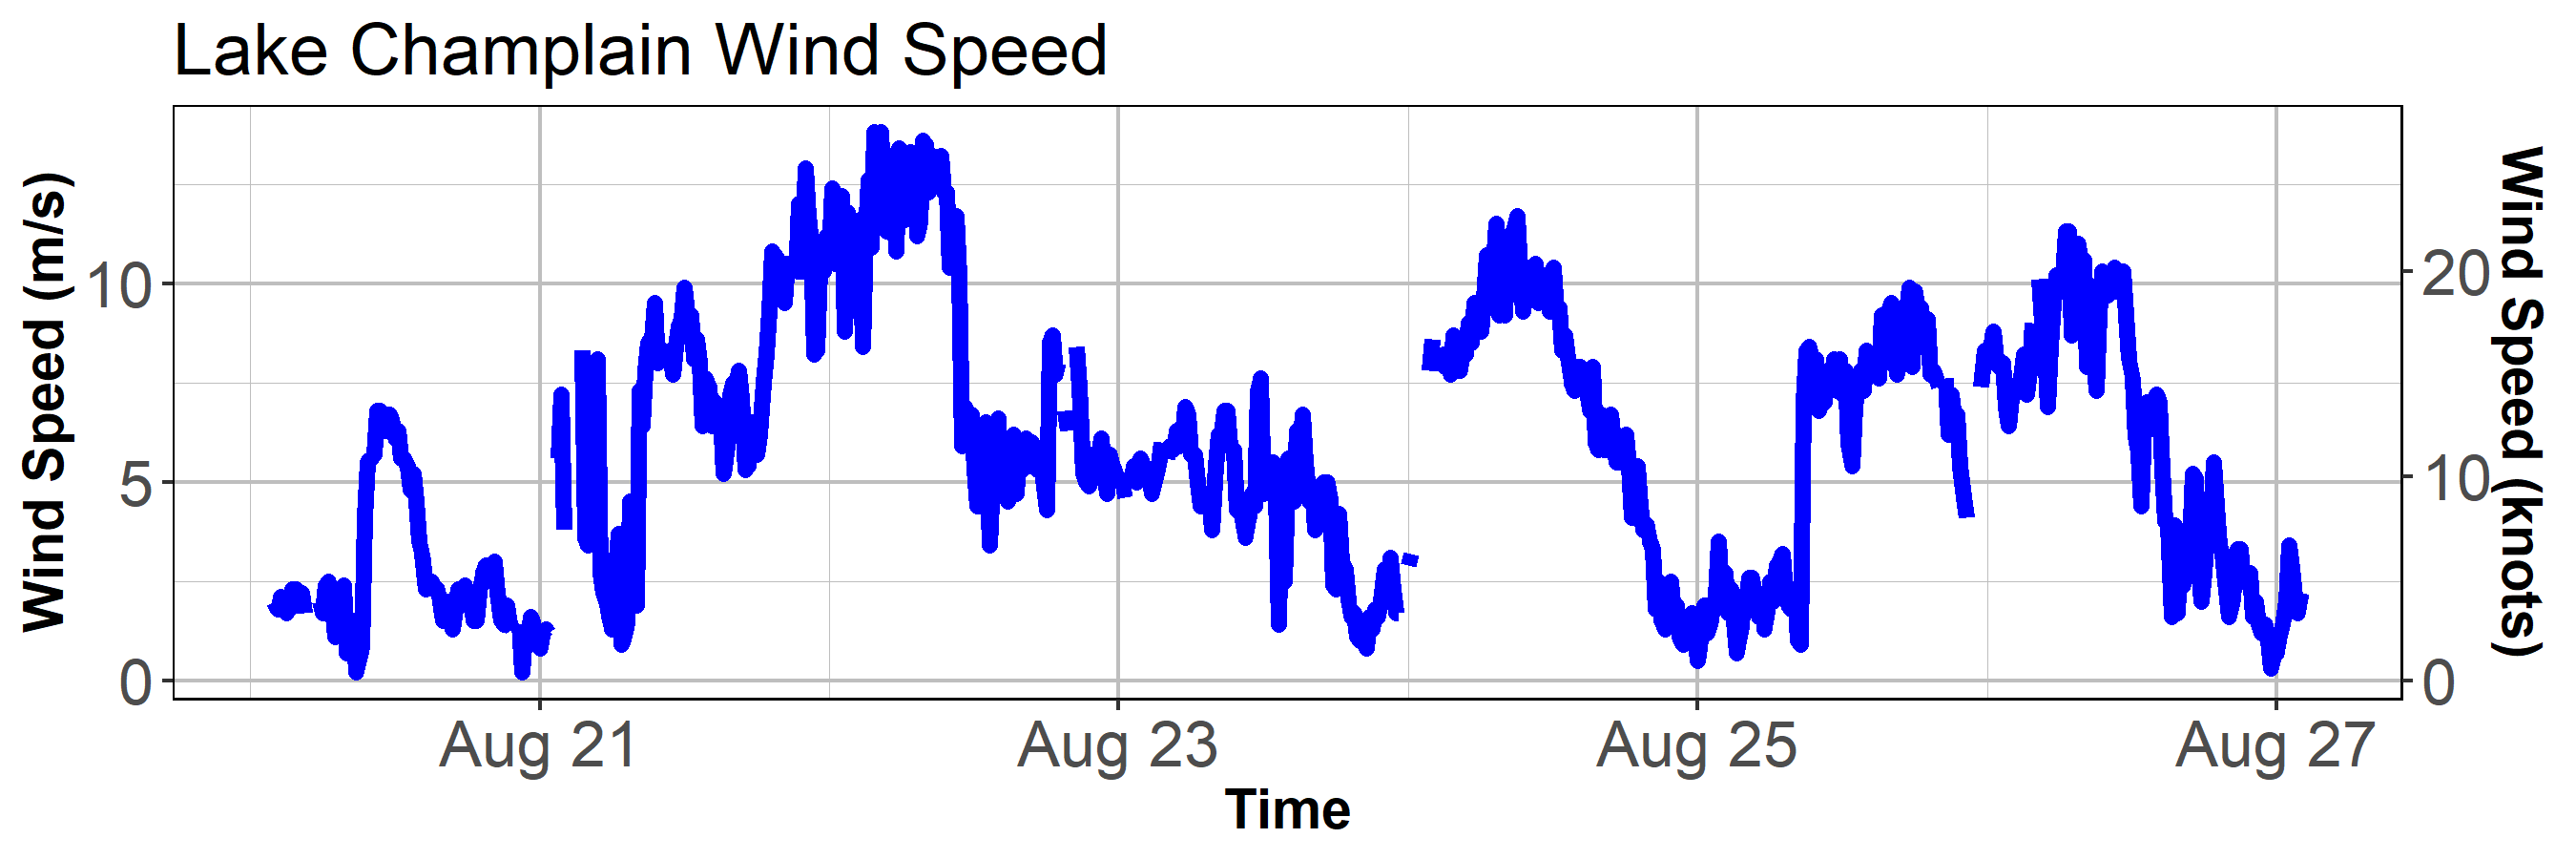 Lake Champlain Wind Speed
Wind Speed (m/s)
10
5
0
20
10
0
Wind Speed (knots)
Aug 21
Aug 23
Aug 25
Aug 27
Time